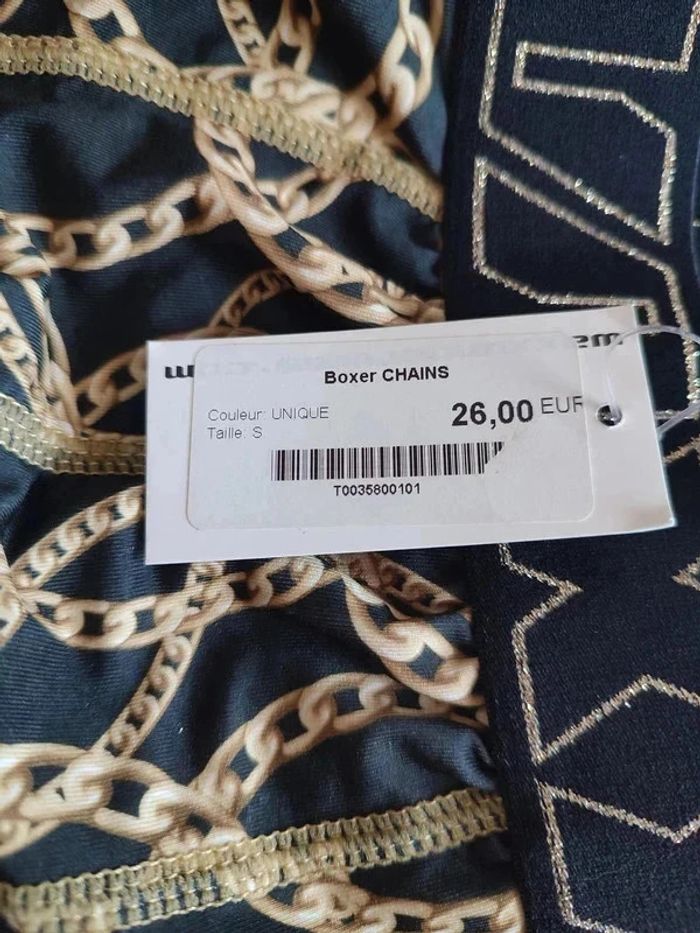 Boxer CHAINS
Couleur: UNIQUE
26,00 EUR
Taille: S
T0035800101